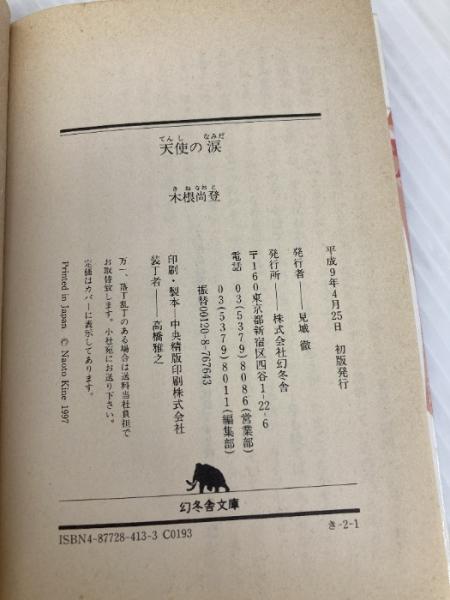 てんし なみだ
天使の涙
きねなおと
木根尚登
平成9年4月25日 初版発行
発行者――見城 徹
発行所――株式会社幻冬舎
〒160東京都新宿区四谷1-22-6
電話 03(5379)8086(営業部)
03(5379)8011(編集部)
振替00120-8-767643
印刷・製本――中央精版印刷株式会社
装丁者――高橋雅之
万一、落丁乱丁のある場合は送料当社負担で
お取替致します。小社宛にお送り下さい。
定価はカバーに表示してあります。
Printed in Japan © Naoto Kine 1997
幻冬舎文庫
ISBN4-87728-413-3 C0193
き-2-1